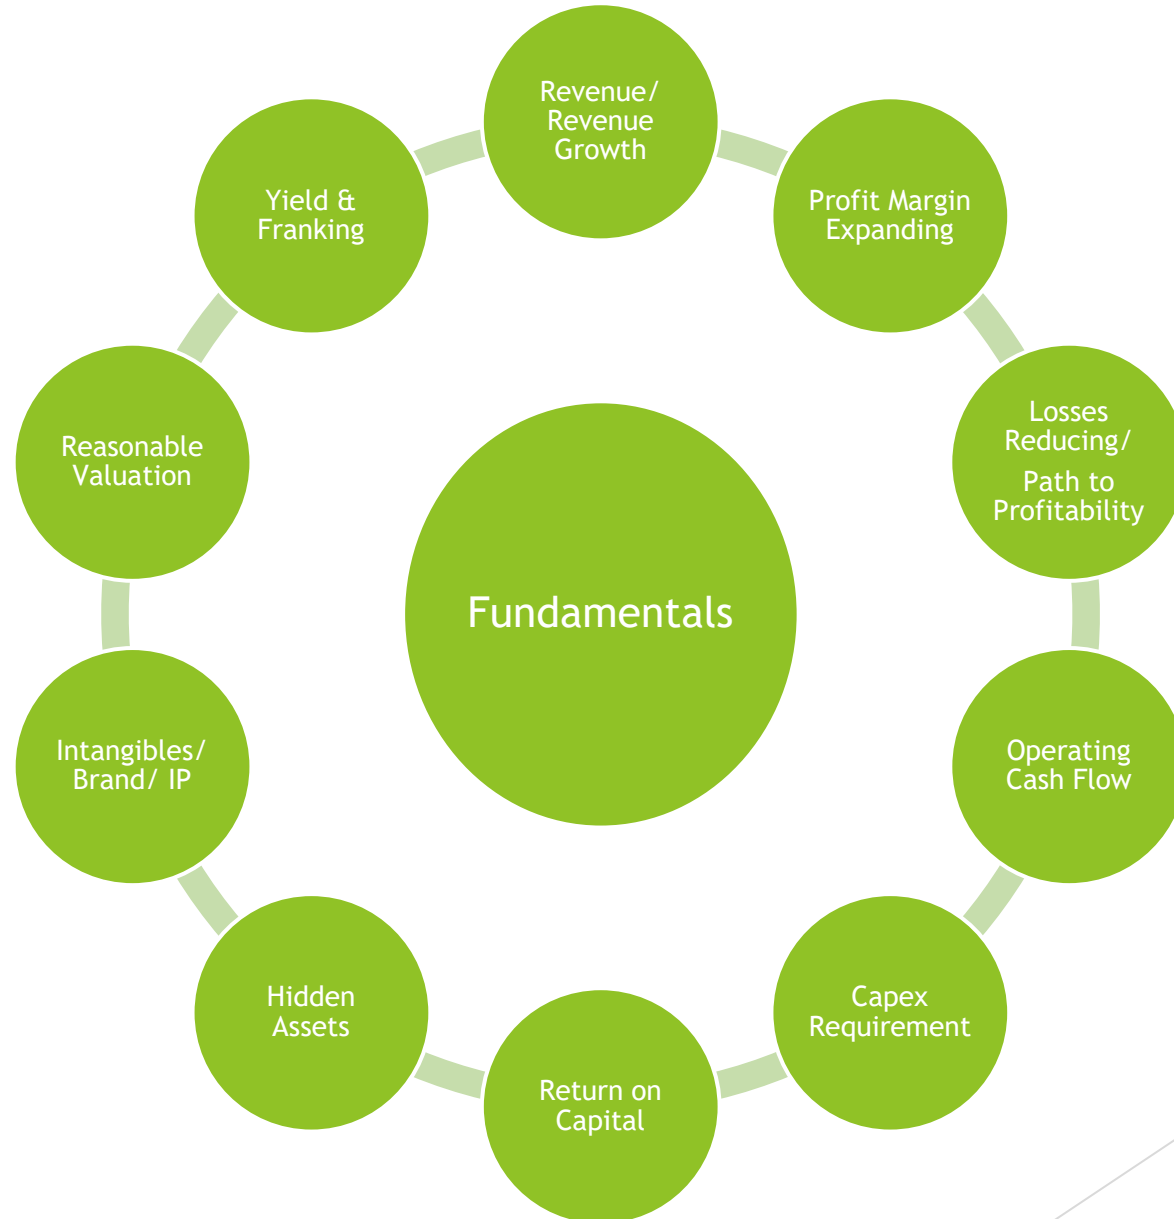 Revenue/
Revenue
Growth
Profit Margin
Expanding
Losses
Reducing/
Path to
Profitability
Operating
Cash Flow
Capex
Requirement
Return on
Capital
Hidden
Assets
Intangibles/
Brand/ IP
Reasonable
Valuation
Yield &
Franking
Fundamentals